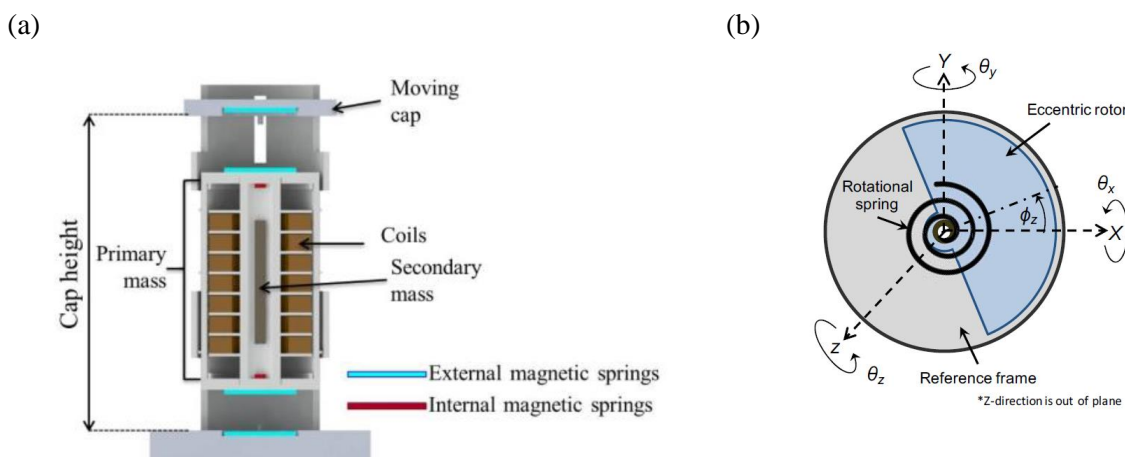 (a)
(b)
Moving
cap
Cap height
Primary
mass
Coils
Secondary
mass
External magnetic springs
Internal magnetic springs
Y
θy
Eccentric rotor
Rotational
spring
ϕz
θx
X
z
θz
Reference frame
*Z-direction is out of plane